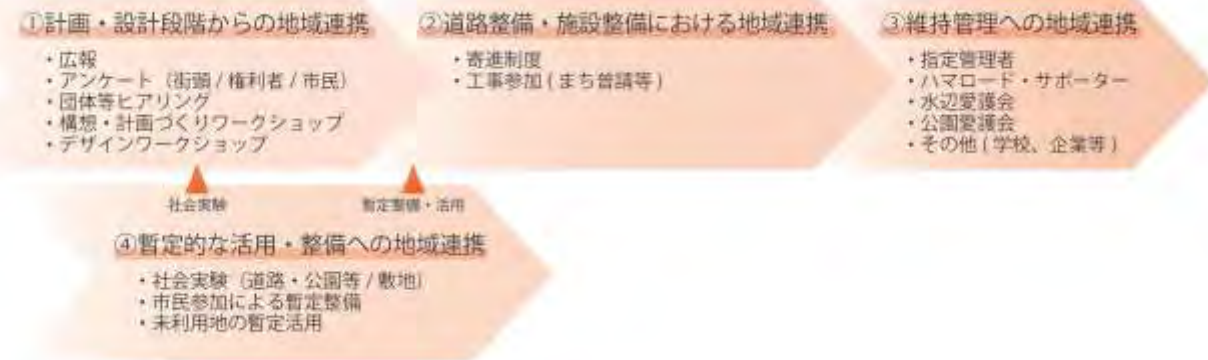 ①計画・設計段階からの地域連携
・広報
・アンケート（街頭/権利者/市民）
・団体等ヒアリング
・構想・計画づくりワークショップ
・デザインワークショップ
②道路整備・施設整備における地域連携
・寄進制度
・工事参加(まち普請等)
③維持管理への地域連携
・指定管理者
・ハマロード・サポーター
・水辺愛護会
・公園愛護会
・その他(学校、企業等)
社会実験
暫定整備・活用
④暫定的な活用・整備への地域連携
・社会実験（道路・公園等/敷地）
・市民参加による暫定整備
・未利用地の暫定活用